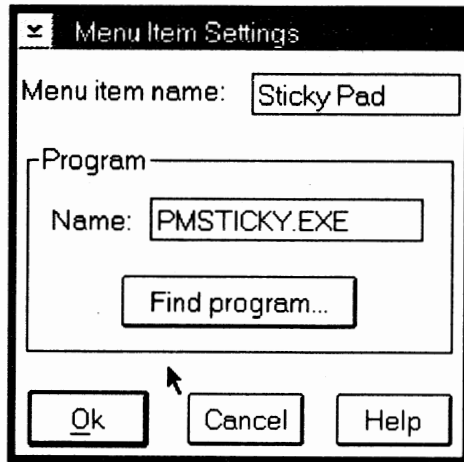 Menu Item Settings
Menu item name: Sticky Pad
Program
Name: PMSTICKY.EXE
Find program...
Ok Cancel Help